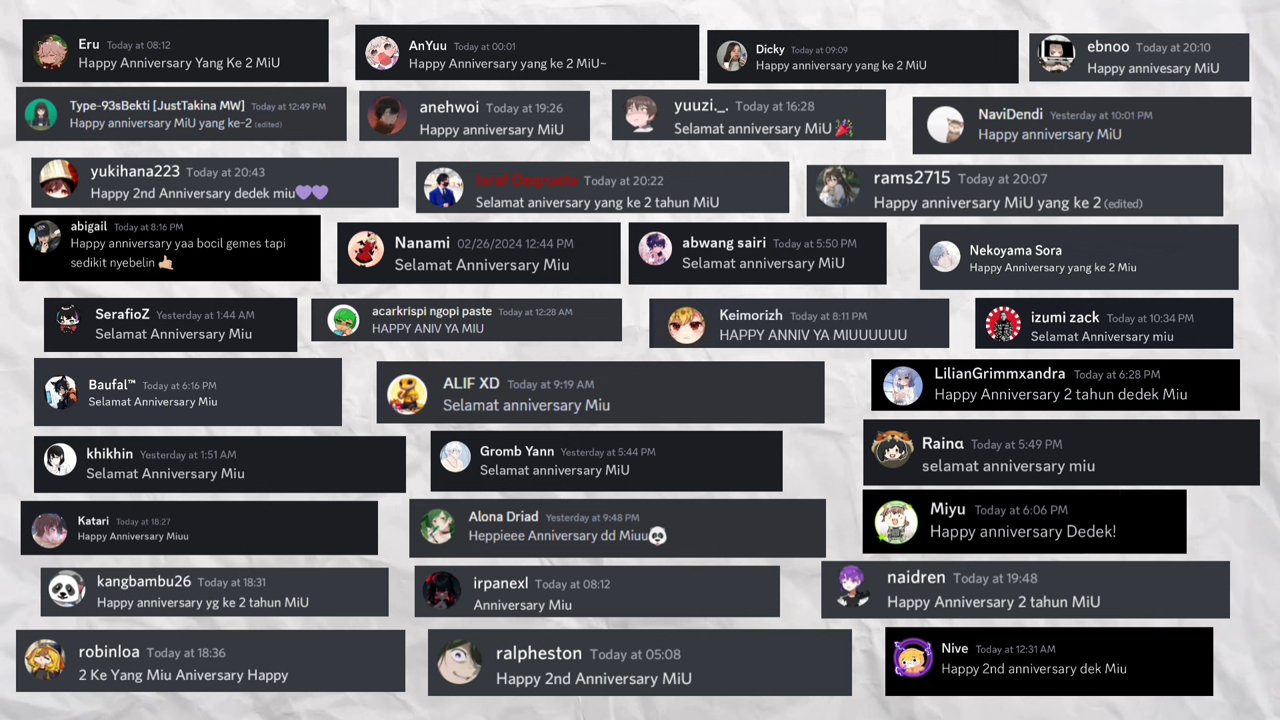 Eru Today at 08:12
Happy Anniversary Yang Ke 2 MiU
AnYuu Today at 00:01
Happy Anniversary yang ke 2 MiU~
Dicky Today at 09:09
Happy anniversary yang ke 2 MiU
ebnoo Today at 20:10
Happy annivesary MiU
Type-93sBekti [JustTakina MW] Today at 12:49 PM
Happy anniversary MiU yang ke-2 (edited)
anehwoi Today at 19:26
Happy anniversary MiU
yuuzi._. Today at 16:28
Selamat anniversary MiU🎉
NaviDendi Yesterday at 10:01 PM
Happy anniversary MiU
yukihana223 Today at 20:43
Happy 2nd Anniversary dedek miu💜💜
Israf Deqruete Today at 20:22
Selamat aniversary yang ke 2 tahun MiU
rams2715 Today at 20:07
Happy anniversary MiU yang ke 2 (edited)
abigail Today at 8:16 PM
Happy anniversary yaa bocil gemes tapi
sedikit nyebelin 🤙🏼
Nanami 02/26/2024 12:44 PM
Selamat Anniversary Miu
abwang sairi Today at 5:50 PM
Selamat anniversary MiU
Nekoyama Sora
Happy Anniversary yang ke 2 Miu
SerafioZ Yesterday at 1:44 AM
Selamat Anniversary Miu
acarkrispi ngopi paste Today at 12:28 AM
HAPPY ANIV YA MIU
Keimorizh Today at 8:11 PM
HAPPY ANNIV YA MIUUUUUU
izumi zack Today at 10:34 PM
Selamat Anniversary miu
Baufal™ Today at 6:16 PM
Selamat Anniversary Miu
ALIF XD Today at 9:19 AM
Selamat anniversary Miu
LilianGrimmxandra Today at 6:28 PM
Happy Anniversary 2 tahun dedek Miu
khikhin Yesterday at 1:51 AM
Selamat Anniversary Miu
Gromb Yann Yesterday at 5:44 PM
Selamat anniversary MiU
Rainα Today at 5:49 PM
selamat anniversary miu
Katari Today at 18:27
Happy Anniversary Miuu
Alona Driad Yesterday at 9:48 PM
Heppieee Anniversary dd Miuu🐼
Miyu Today at 6:06 PM
Happy anniversary Dedek!
kangbambu26 Today at 18:31
Happy anniversary yg ke 2 tahun MiU
irpanexl Today at 08:12
Anniversary Miu
naidren Today at 19:48
Happy Anniversary 2 tahun MiU
robinloa Today at 18:36
2 Ke Yang Miu Aniversary Happy
ralpheston Today at 05:08
Happy 2nd Anniversary MiU
Nive Today at 12:31 AM
Happy 2nd anniversary dek Miu